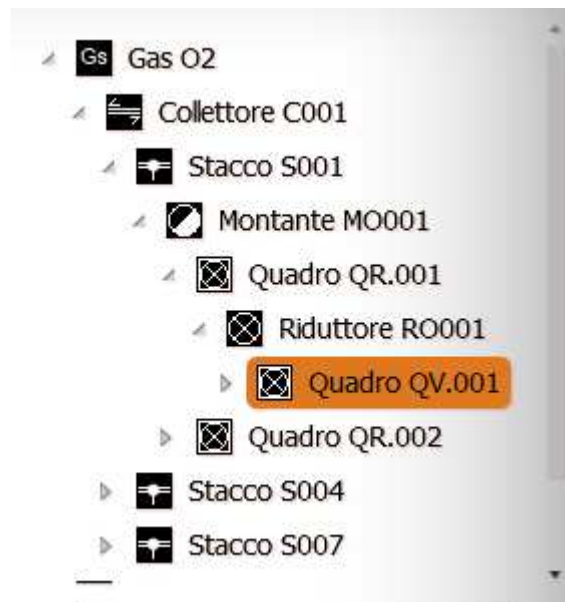 Gs Gas O2
Collettore C001
Stacco S001
Montante MO001
Quadro QR.001
Riduttore RO001
Quadro QV.001
Quadro QR.002
Stacco S004
Stacco S007